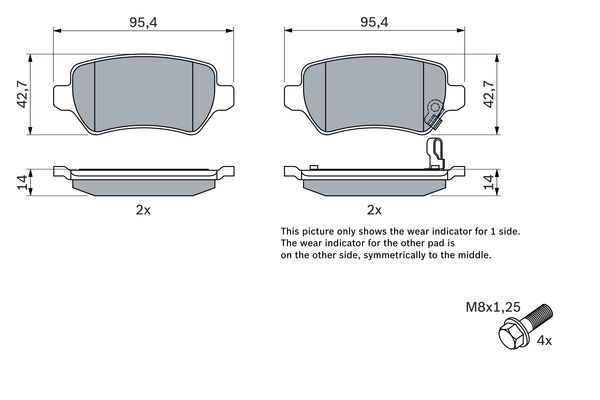 95,4
95,4
42,7
42,7
14
14
2x
2x
This picture only shows the wear indicator for 1 side.
The wear indicator for the other pad is
on the other side, symmetrically to the middle.
M8x1,25
4x